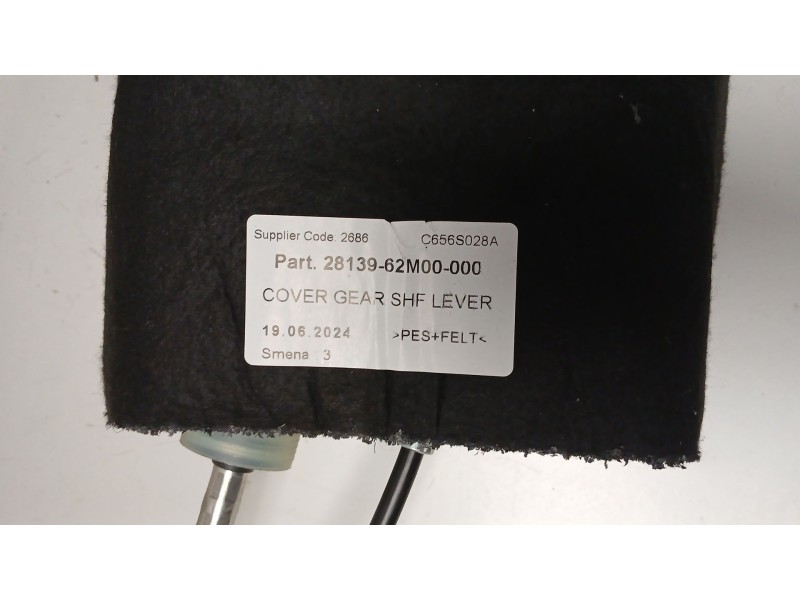 Supplier Code. 2686 C656S028A
Part. 28139-62M00-000
COVER GEAR SHF LEVER
19.06.2024 >PES+FELT<
Smena 3